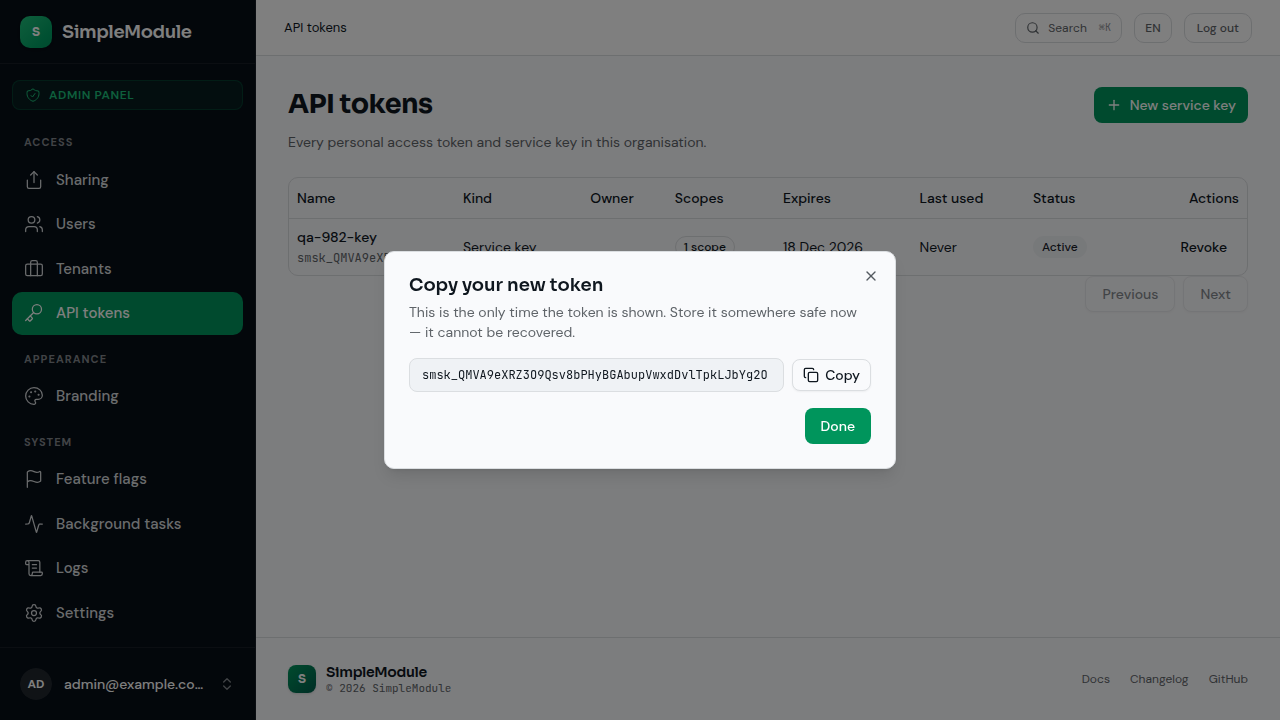 S SimpleModule
ADMIN PANEL
ACCESS
Sharing
Users
Tenants
API tokens
APPEARANCE
Branding
SYSTEM
Feature flags
Background tasks
Logs
Settings
AD admin@example.co...
API tokens
Search ⌘K
EN
Log out
API tokens
New service key
Every personal access token and service key in this organisation.
Name Kind Owner Scopes Expires Last used Status Actions
qa-982-key
Service key 1 scope 18 Dec 2026 Never Active Revoke
smsk_QMVA9eX
Previous Next
Copy your new token
This is the only time the token is shown. Store it somewhere safe now
— it cannot be recovered.
smsk_QMVA9eXRZ3O9Qsv8bPHyBGAbupVwxdDvlTpkLJbYg2O Copy
Done
S SimpleModule
© 2026 SimpleModule
Docs Changelog GitHub